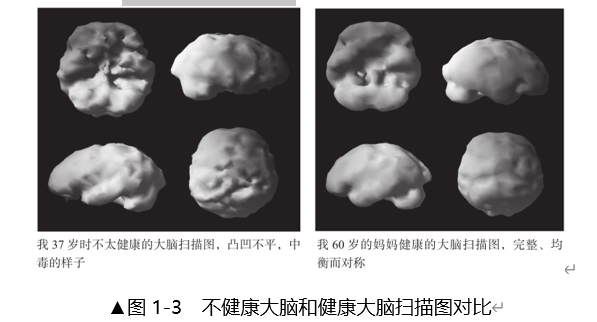 我 37 岁时不太健康的大脑扫描图，凸凹不平，中
毒的样子
我 60 岁的妈妈健康的大脑扫描图，完整、均
衡而对称
▲图 1-3　不健康大脑和健康大脑扫描图对比